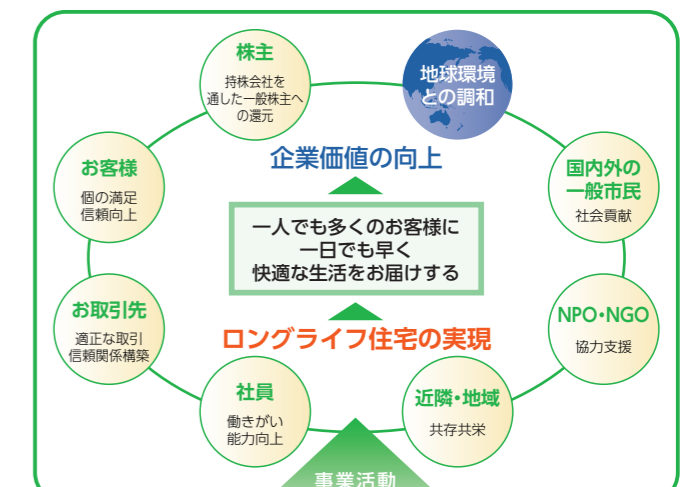 株主
持株会社を
通した一般株主へ
の還元
地球環境
との調和
お客様
個の満足
信頼向上
企業価値の向上
国内外の
一般市民
社会貢献
一人でも多くのお客様に
一日でも早く
快適な生活をお届けする
お取引先
適正な取引
信頼関係構築
ロングライフ住宅の実現
NPO・NGO
協力支援
社員
働きがい
能力向上
近隣・地域
共存共栄
事業活動